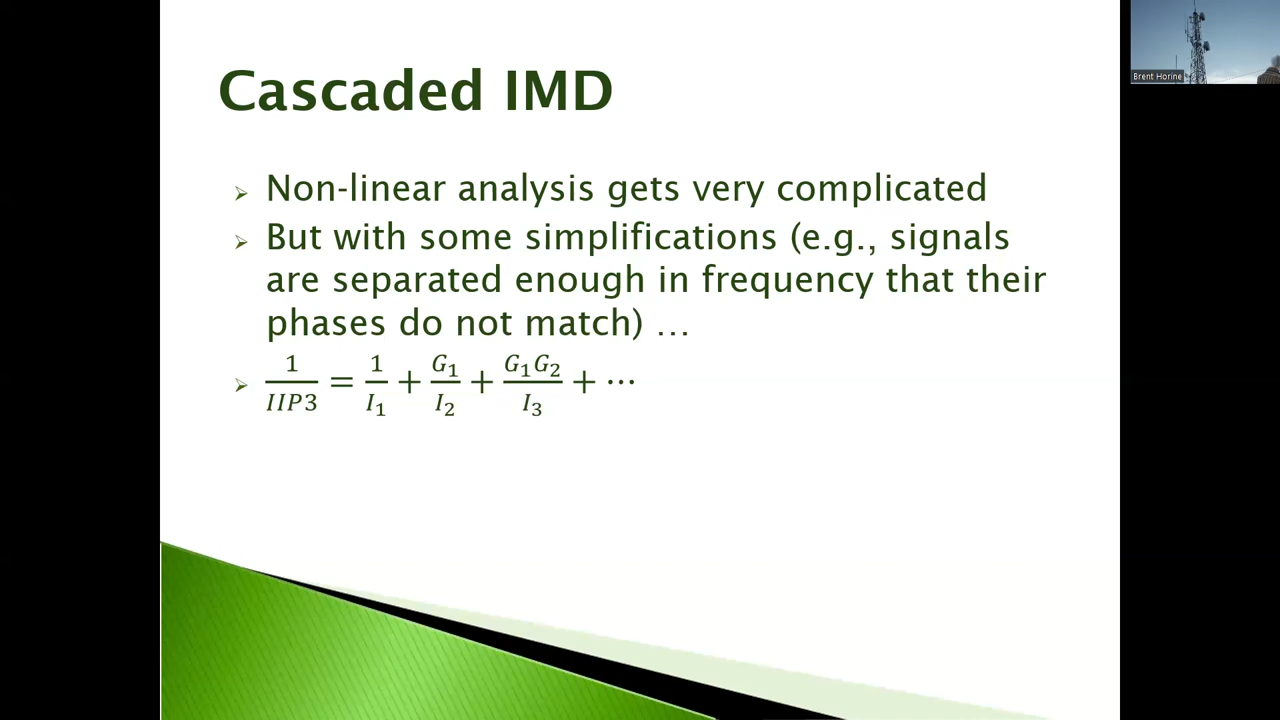 Cascaded IMD
Brent Horine
➢ Non-linear analysis gets very complicated
➢ But with some simplifications (e.g., signals
are separated enough in frequency that their
phases do not match) …
➢ 1/IIP3 = 1/I₁ + G₁/I₂ + G₁G₂/I₃ + ⋯